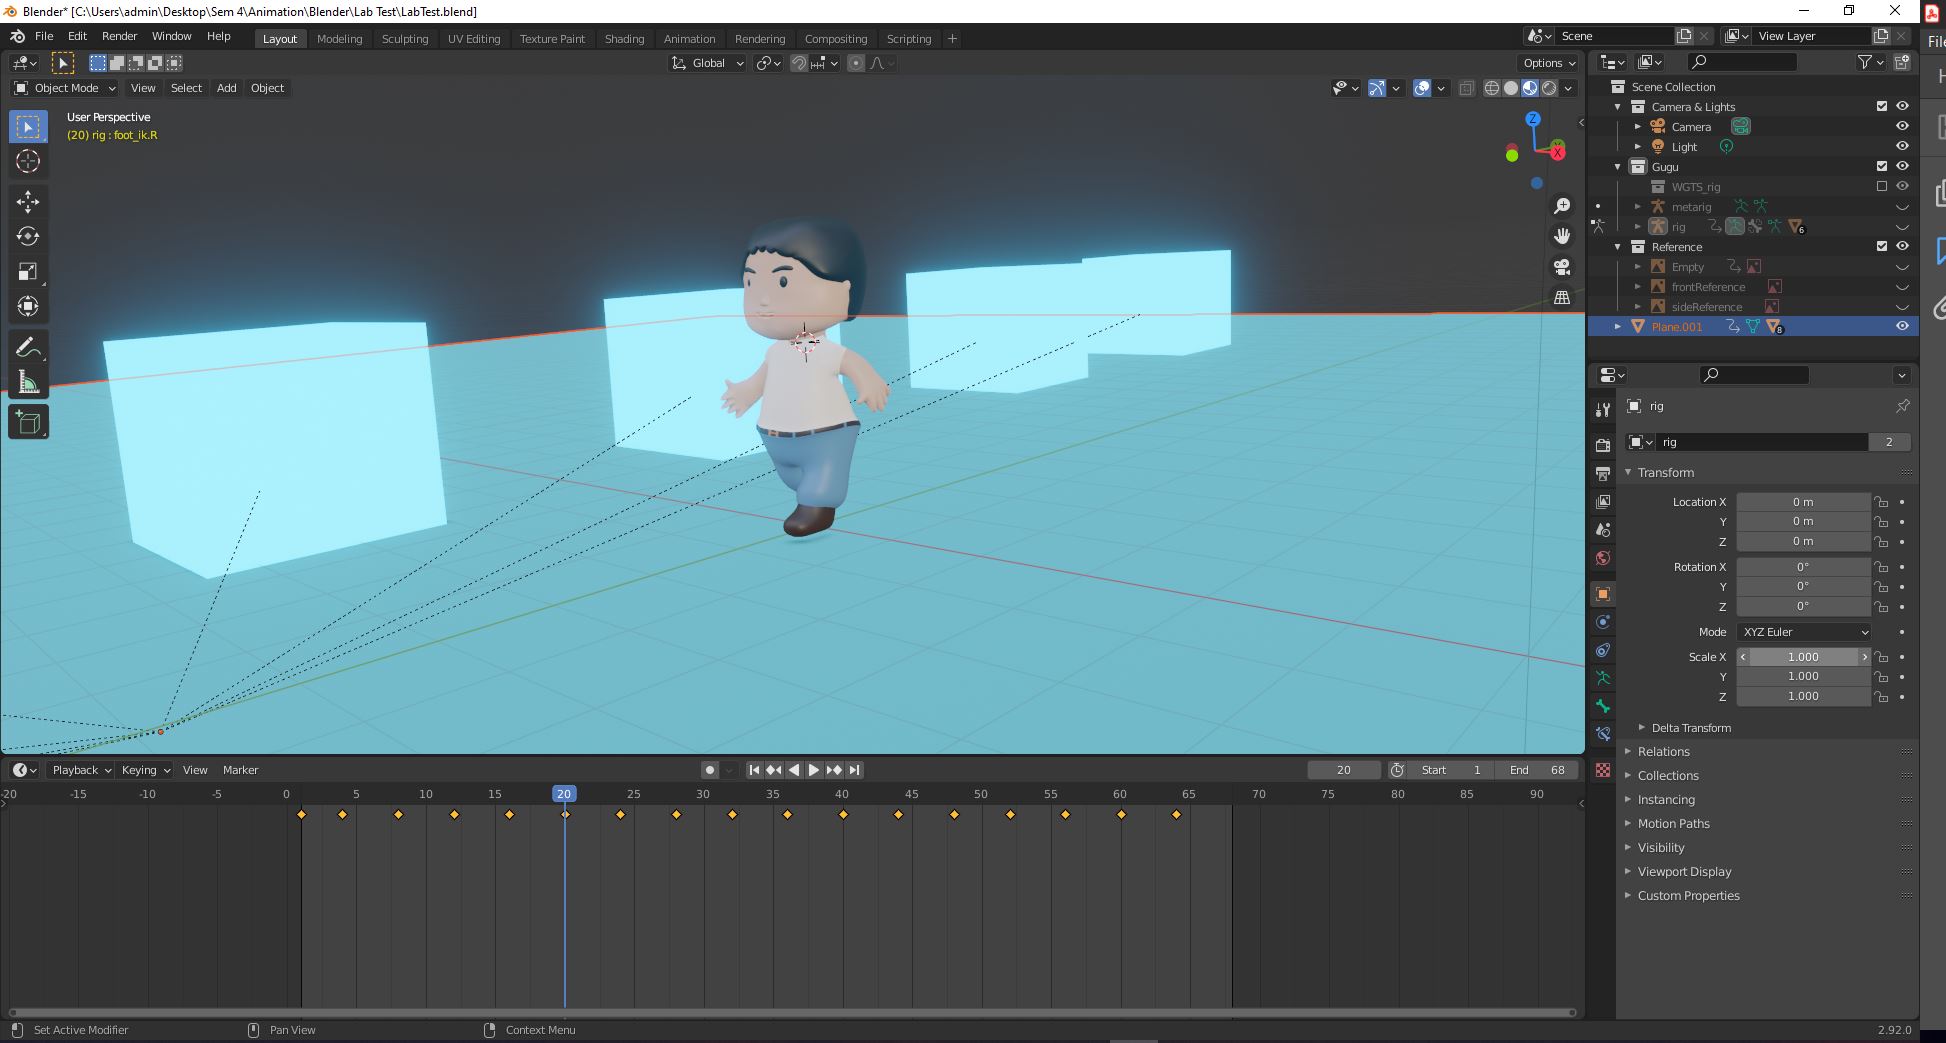 Blender* [C:\Users\admin\Desktop\Sem 4\Animation\Blender\Lab Test\LabTest.blend]
File Edit Render Window Help Layout Modeling Sculpting UV Editing Texture Paint Shading Animation Rendering Compositing Scripting + Scene View Layer
Global Options
Object Mode View Select Add Object
User Perspective
(20) rig : foot_ik.R
Z
X
Scene Collection
Camera & Lights
Camera
Light
Gugu
WGTS_rig
metarig
rig 6
Reference
Empty
frontReference
sideReference
Plane.001 8
rig
rig 2
Transform
Location X 0 m
Y 0 m
Z 0 m
Rotation X 0°
Y 0°
Z 0°
Mode XYZ Euler
Scale X 1.000
Y 1.000
Z 1.000
Delta Transform
Relations
Collections
Instancing
Motion Paths
Visibility
Viewport Display
Custom Properties
Playback Keying View Marker 20 Start 1 End 68
-20 -15 -10 -5 0 5 10 15 20 25 30 35 40 45 50 55 60 65 70 75 80 85 90
Set Active Modifier Pan View Context Menu 2.92.0